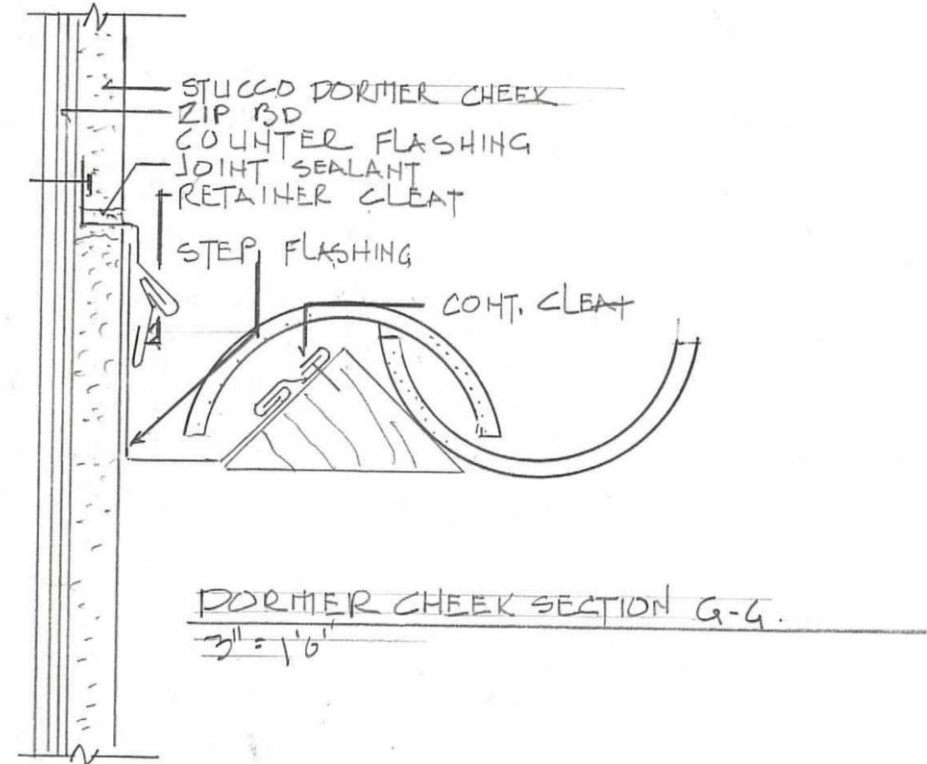 STUCCO DORMER CHEEK
ZIP BD
COUNTER FLASHING
JOINT SEALANT
RETAINER CLEAT
STEP FLASHING
CONT. CLEAT
DORMER CHEEK SECTION G-G.
3" = 1'0"